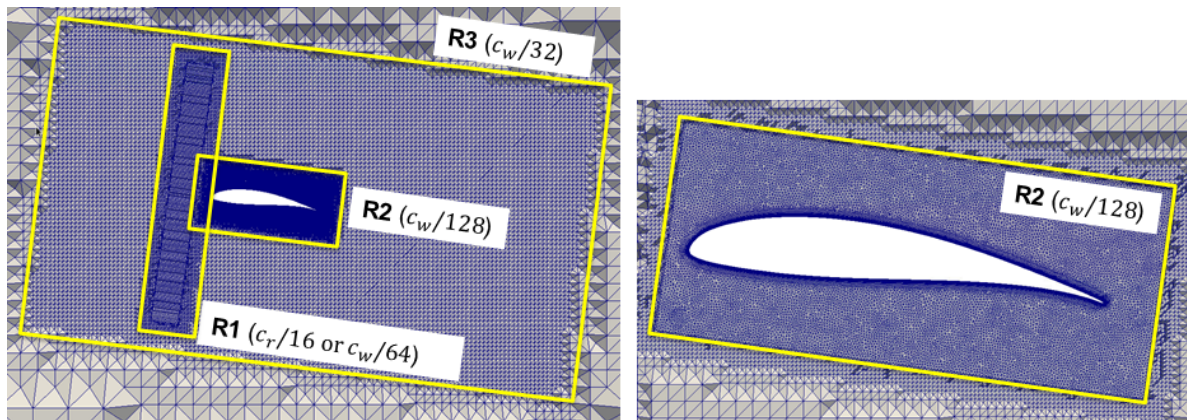 R3 (c_w/32)
R2 (c_w/128)
R1 (c_r/16 or c_w/64)
R2 (c_w/128)